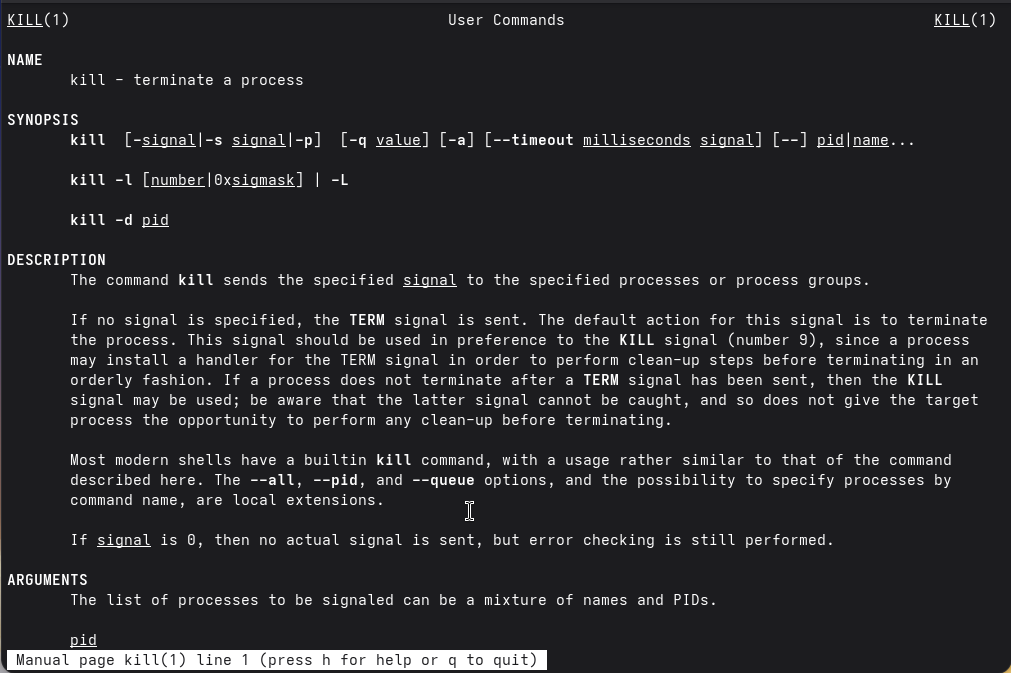 KILL(1) User Commands KILL(1)
NAME
kill - terminate a process
SYNOPSIS
kill [-signal|-s signal|-p] [-q value] [-a] [--timeout milliseconds signal] [--] pid|name...
kill -l [number|0xsigmask] | -L
kill -d pid
DESCRIPTION
The command kill sends the specified signal to the specified processes or process groups.
If no signal is specified, the TERM signal is sent. The default action for this signal is to terminate
the process. This signal should be used in preference to the KILL signal (number 9), since a process
may install a handler for the TERM signal in order to perform clean-up steps before terminating in an
orderly fashion. If a process does not terminate after a TERM signal has been sent, then the KILL
signal may be used; be aware that the latter signal cannot be caught, and so does not give the target
process the opportunity to perform any clean-up before terminating.
Most modern shells have a builtin kill command, with a usage rather similar to that of the command
described here. The --all, --pid, and --queue options, and the possibility to specify processes by
command name, are local extensions.
If signal is 0, then no actual signal is sent, but error checking is still performed.
ARGUMENTS
The list of processes to be signaled can be a mixture of names and PIDs.
pid
Manual page kill(1) line 1 (press h for help or q to quit)